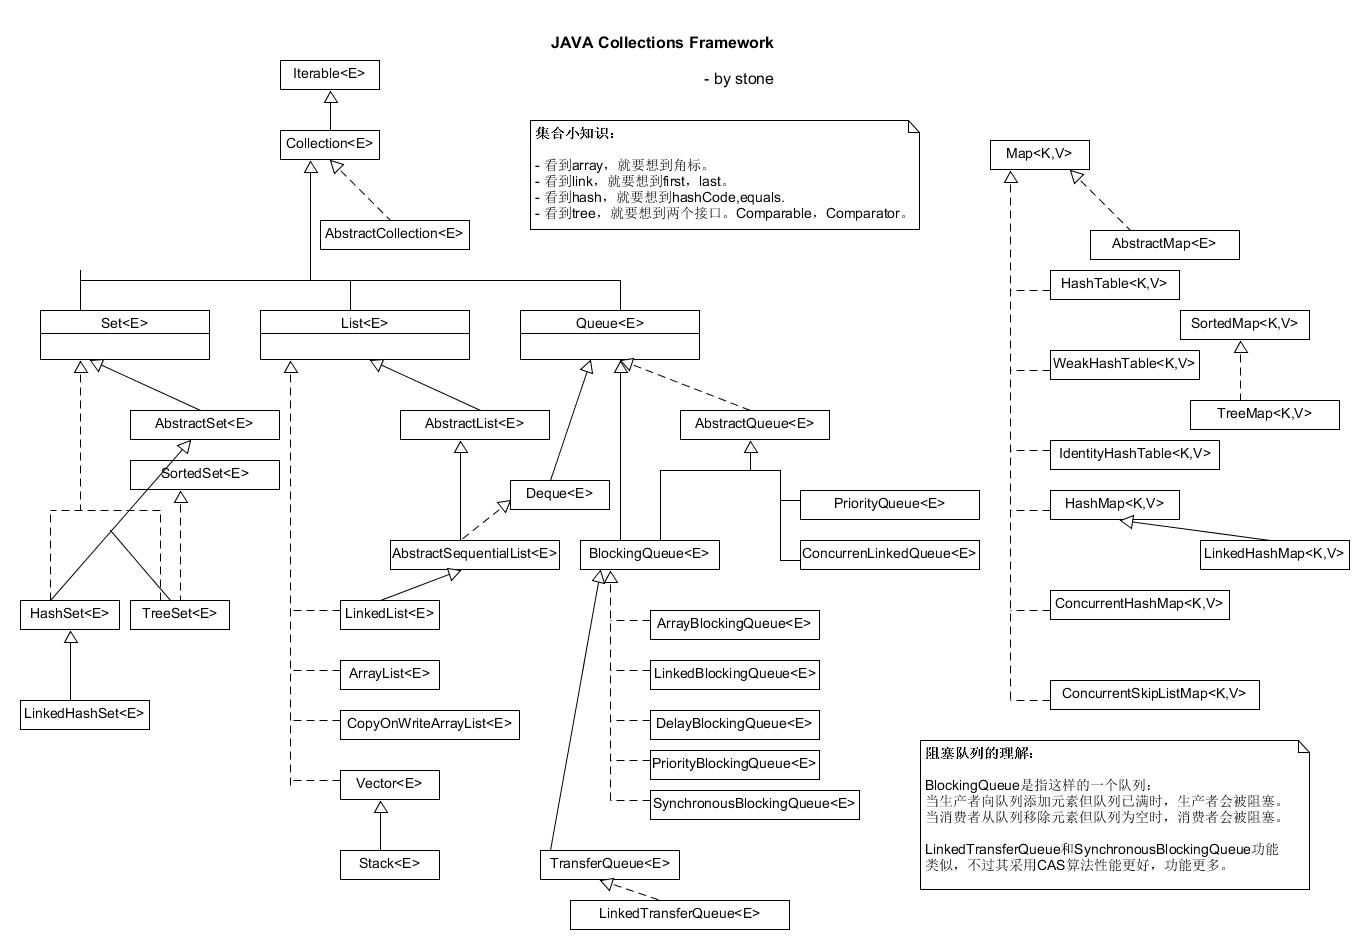 JAVA Collections Framework
- by stone
Iterable<E>
Collection<E>
AbstractCollection<E>
集合小知识：
- 看到array，就要想到角标。
- 看到link，就要想到first，last。
- 看到hash，就要想到hashCode,equals.
- 看到tree，就要想到两个接口。Comparable，Comparator。
Set<E>
List<E>
Queue<E>
AbstractSet<E>
SortedSet<E>
HashSet<E>
TreeSet<E>
LinkedHashSet<E>
AbstractList<E>
Deque<E>
AbstractSequentialList<E>
LinkedList<E>
ArrayList<E>
CopyOnWriteArrayList<E>
Vector<E>
Stack<E>
AbstractQueue<E>
PriorityQueue<E>
ConcurrenLinkedQueue<E>
BlockingQueue<E>
ArrayBlockingQueue<E>
LinkedBlockingQueue<E>
DelayBlockingQueue<E>
PriorityBlockingQueue<E>
SynchronousBlockingQueue<E>
TransferQueue<E>
LinkedTransferQueue<E>
Map<K,V>
AbstractMap<E>
HashTable<K,V>
SortedMap<K,V>
WeakHashTable<K,V>
TreeMap<K,V>
IdentityHashTable<K,V>
HashMap<K,V>
LinkedHashMap<K,V>
ConcurrentHashMap<K,V>
ConcurrentSkipListMap<K,V>
阻塞队列的理解：
BlockingQueue是指这样的一个队列：
当生产者向队列添加元素但队列已满时，生产者会被阻塞。
当消费者从队列移除元素但队列为空时，消费者会被阻塞。
LinkedTransferQueue和SynchronousBlockingQueue功能
类似，不过其采用CAS算法性能更好，功能更多。